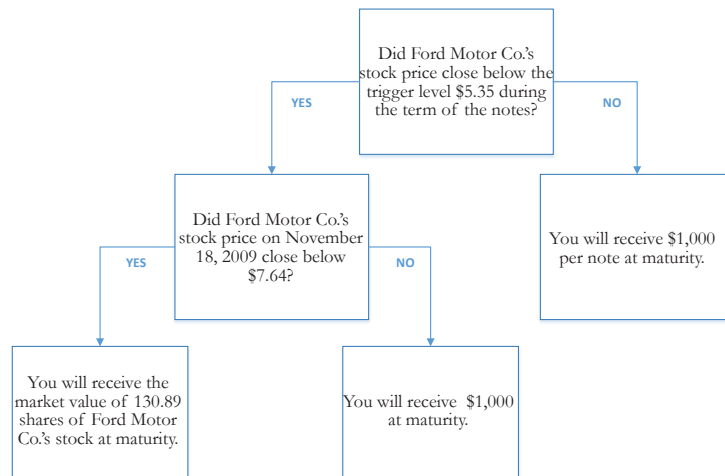 Did Ford Motor Co.'s
stock price close below the
trigger level $5.35 during
the term of the notes?
YES
NO
Did Ford Motor Co.'s
stock price on November
18, 2009 close below
$7.64?
You will receive $1,000
per note at maturity.
YES
NO
You will receive the
market value of 130.89
shares of Ford Motor
Co.'s stock at maturity.
You will receive $1,000
at maturity.